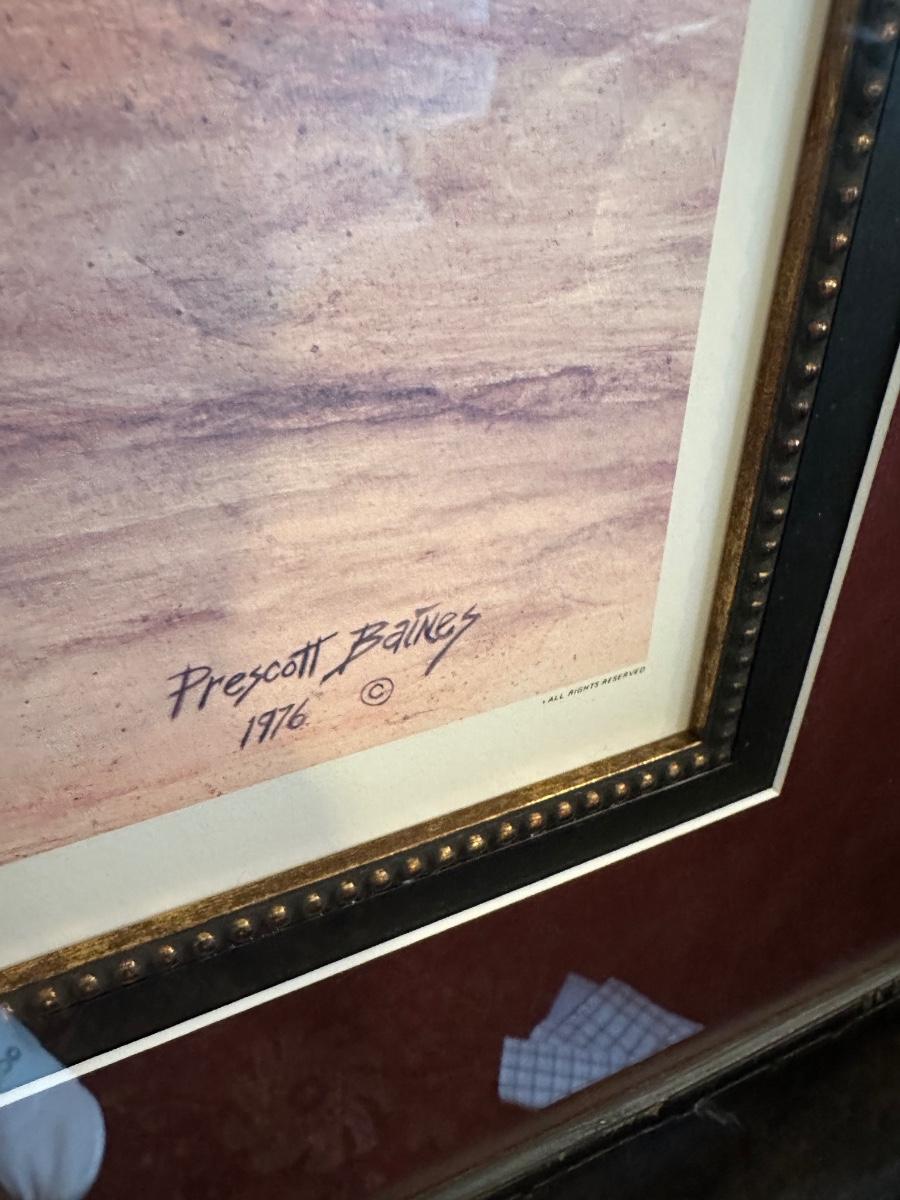 Prescott Baines
1976 ©
ALL RIGHTS RESERVED